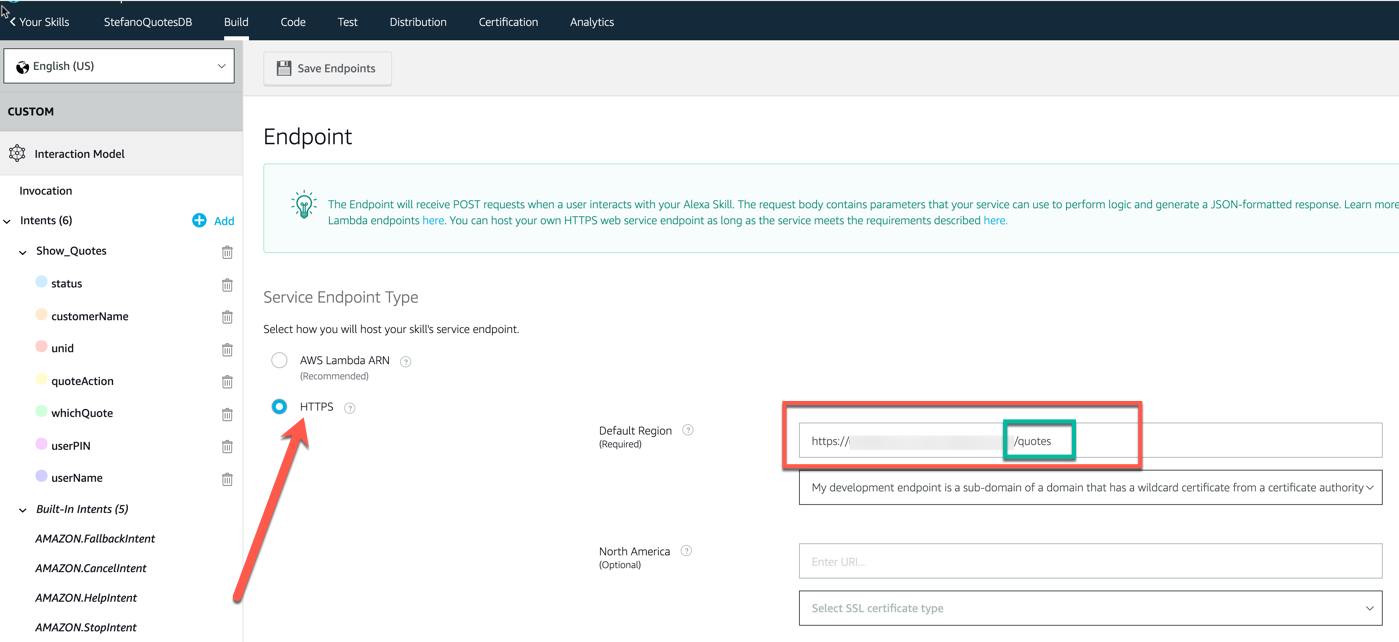 Your Skills StefanoQuotesDB Build Code Test Distribution Certification Analytics
English (US)
Save Endpoints
CUSTOM
Endpoint
Interaction Model
Invocation
The Endpoint will receive POST requests when a user interacts with your Alexa Skill. The request body contains parameters that your service can use to perform logic and generate a JSON-formatted response. Learn more
Lambda endpoints here. You can host your own HTTPS web service endpoint as long as the service meets the requirements described here.
Intents (6) Add
Show_Quotes
status
customerName
unid
quoteAction
whichQuote
userPIN
userName
Built-In Intents (5)
AMAZON.FallbackIntent
AMAZON.CancelIntent
AMAZON.HelpIntent
AMAZON.StopIntent
Service Endpoint Type
Select how you will host your skill's service endpoint.
AWS Lambda ARN ?
(Recommended)
HTTPS ?
Default Region ?
(Required)
https:// /quotes
My development endpoint is a sub-domain of a domain that has a wildcard certificate from a certificate authority
North America ?
(Optional)
Enter URI...
Select SSL certificate type